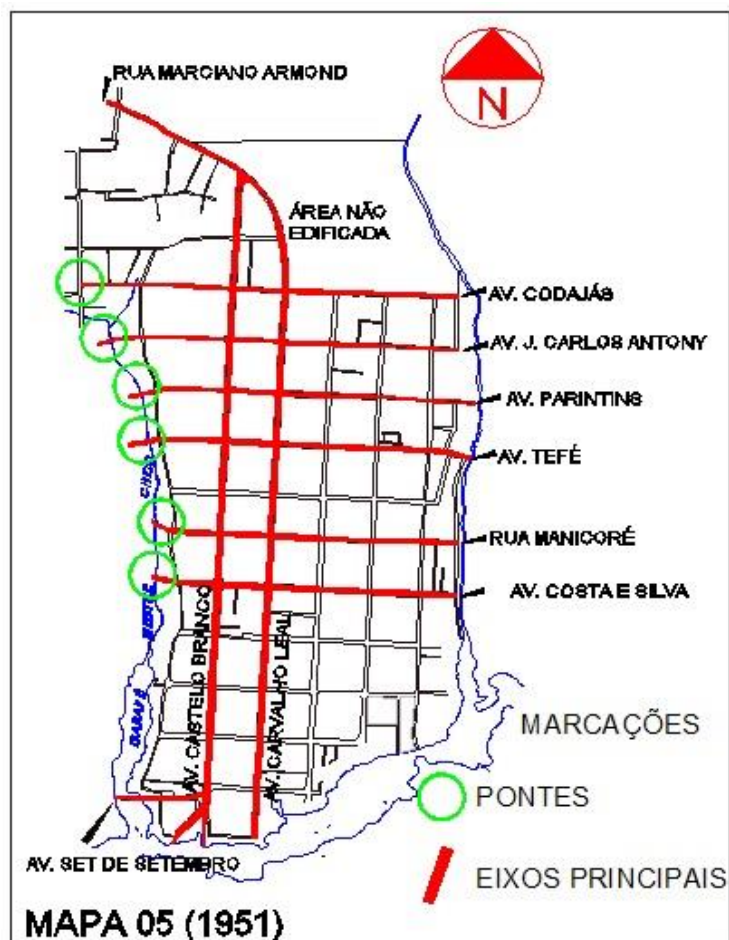 RUA MARCIANO ARMOND
N
ÁREA NÃO
EDIFICADA
AV. CODAJÁS
AV. J. CARLOS ANTONY
AV. PARINTINS
AV. TEFÉ
RUA MANICORÉ
AV. COSTA E SILVA
AV. CASTELO BRANCO
AV. CARVALHO LEAL
MARCAÇÕES
PONTES
AV. SET DE SETEMBRO
EIXOS PRINCIPAIS
MAPA 05 (1951)